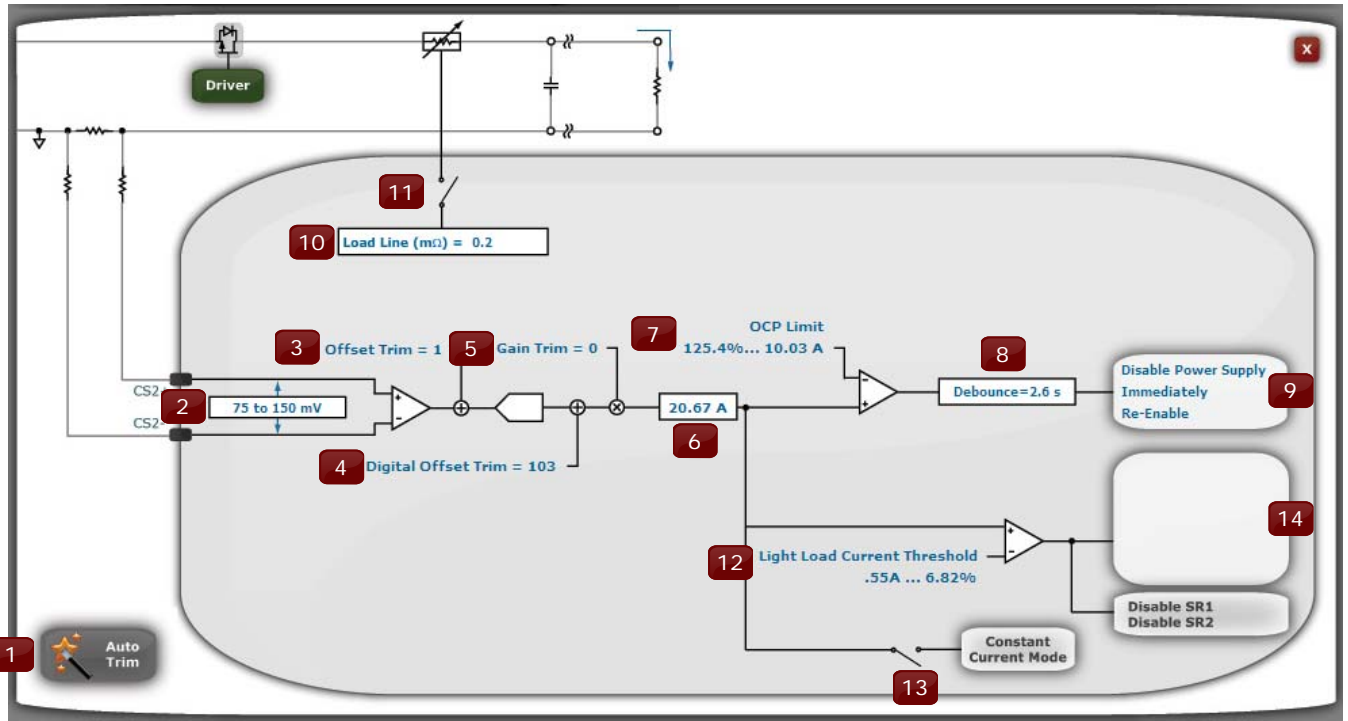 X
Driver
11
10
Load Line (mΩ) = 0.2
3
Offset Trim = 1
5
Gain Trim = 0
7
OCP Limit
125.4%... 10.03 A
8
Debounce=2.6 s
Disable Power Supply
Immediately
Re-Enable
9
CS2+
2
75 to 150 mV
CS2-
20.67 A
6
4
Digital Offset Trim = 103
14
12
Light Load Current Threshold
.55A ... 6.82%
Disable SR1
Disable SR2
Constant
Current Mode
13
1
Auto
Trim